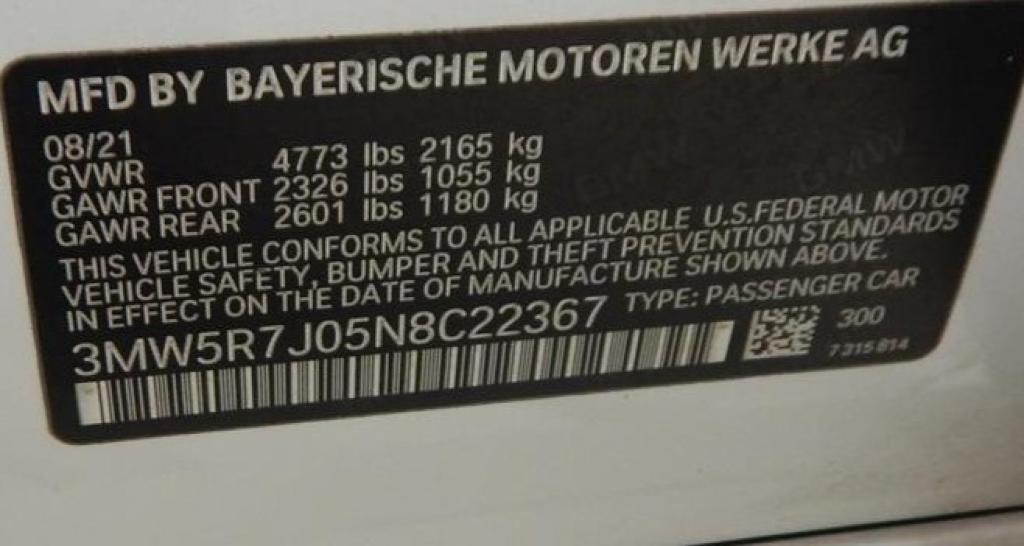 MFD BY BAYERISCHE MOTOREN WERKE AG
08/21
GVWR 4773 lbs 2165 kg
GAWR FRONT 2326 lbs 1055 kg
GAWR REAR 2601 lbs 1180 kg
THIS VEHICLE CONFORMS TO ALL APPLICABLE U.S.FEDERAL MOTOR
VEHICLE SAFETY, BUMPER AND THEFT PREVENTION STANDARDS
IN EFFECT ON THE DATE OF MANUFACTURE SHOWN ABOVE.
3MW5R7J05N8C22367 TYPE: PASSENGER CAR
300
7315814